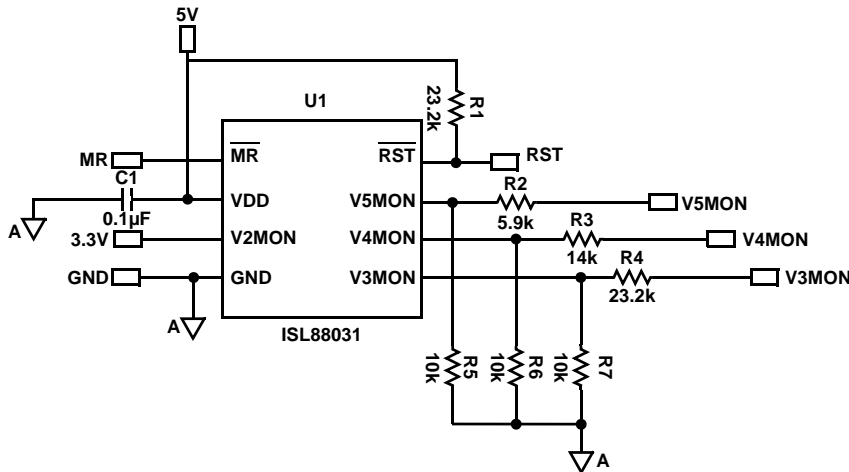 5V
U1
R1
23.2k
MR
MR
RST
RST
C1
0.1µF
VDD
V5MON
R2
5.9k
V5MON
A
3.3V
V2MON
V4MON
R3
14k
V4MON
GND
GND
V3MON
R4
23.2k
V3MON
A
ISL88031
R5
10k
R6
10k
R7
10k
A